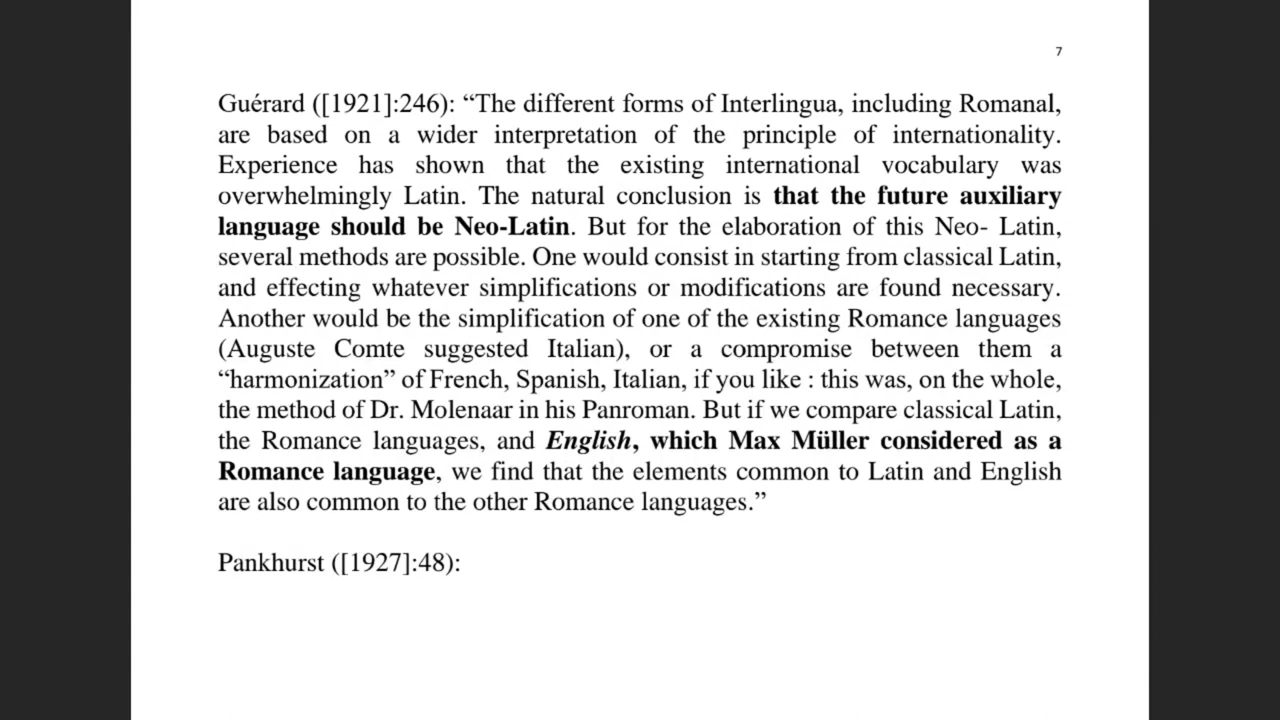 7
Guérard ([1921]:246): “The different forms of Interlingua, including Romanal,
are based on a wider interpretation of the principle of internationality.
Experience has shown that the existing international vocabulary was
overwhelmingly Latin. The natural conclusion is that the future auxiliary
language should be Neo-Latin. But for the elaboration of this Neo- Latin,
several methods are possible. One would consist in starting from classical Latin,
and effecting whatever simplifications or modifications are found necessary.
Another would be the simplification of one of the existing Romance languages
(Auguste Comte suggested Italian), or a compromise between them a
“harmonization” of French, Spanish, Italian, if you like : this was, on the whole,
the method of Dr. Molenaar in his Panroman. But if we compare classical Latin,
the Romance languages, and English, which Max Müller considered as a
Romance language, we find that the elements common to Latin and English
are also common to the other Romance languages.”
Pankhurst ([1927]:48):